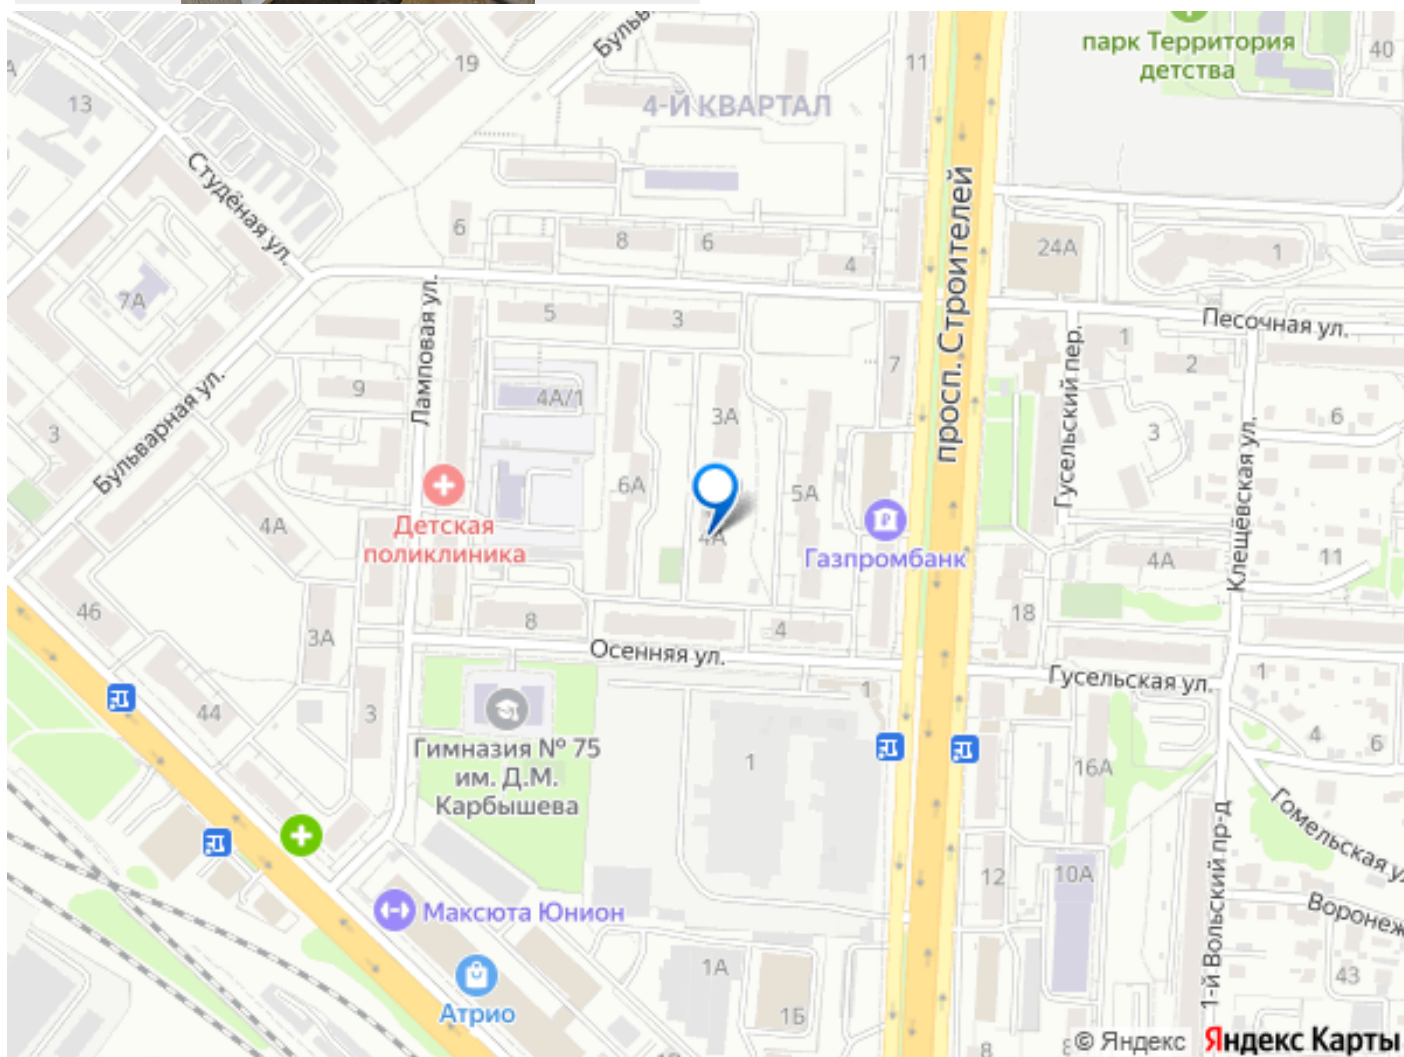 парк Территория
детства
40
11
19
Бульв
4-Й КВАРТАЛ
13
Студёная ул.
6
8
6
4
24А
1
7А
Ламповая ул.
просп. Строителей
Песочная ул.
5
3
7
Гусельский пер.
1
2
9
4А/1
3А
3
6
Клещёвская ул.
Бульварная ул.
3
6А
5А
4А
Детская
поликлиника
4А
Газпромбанк
4А
11
46
3А
8
4
18
Осенняя ул.
Гусельская ул.
1
1
44
3
Гимназия № 75
им. Д.М.
Карбышева
1
16А
4
6
Гомельская у
1-й Вольский пр-д
12
10А
Максюта Юнион
Воронеж
1А
43
Атрио
1Б
8
© Яндекс
Яндекс Карты